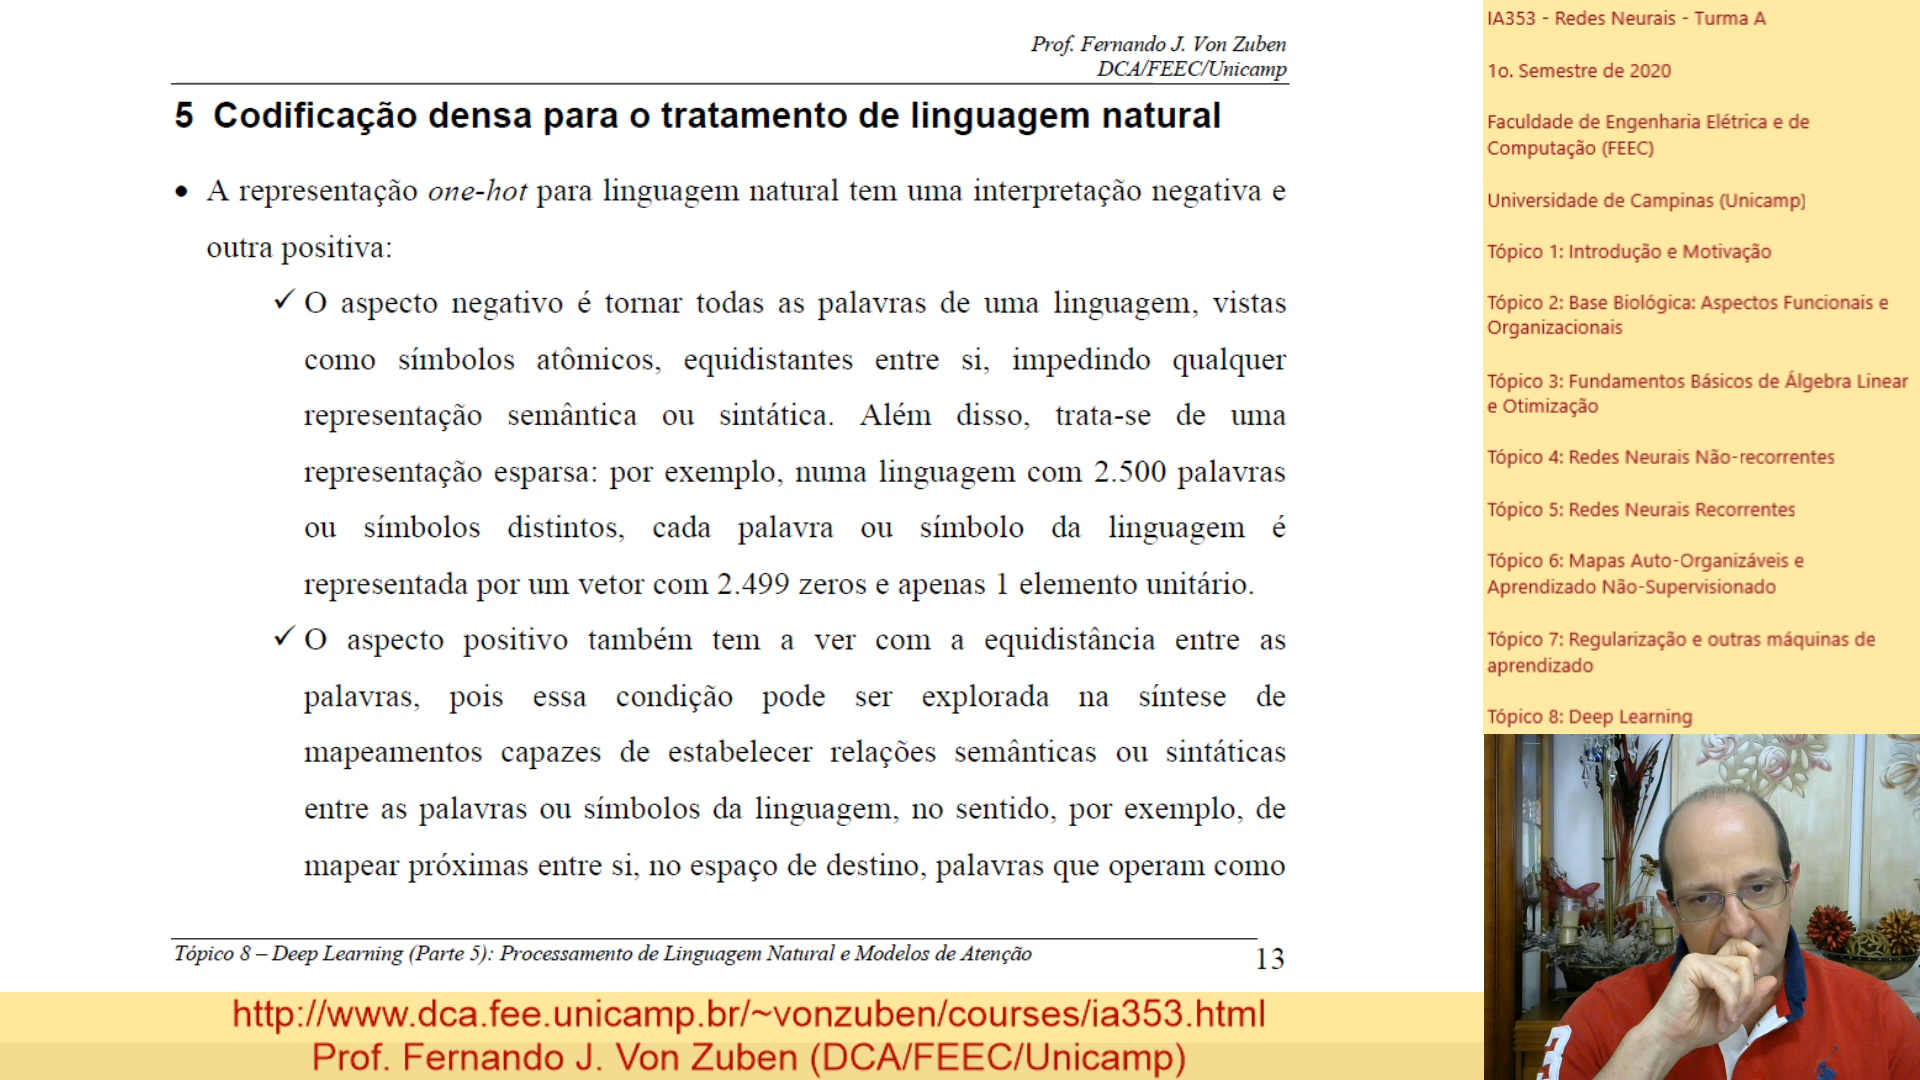 Prof. Fernando J. Von Zuben
DCA/FEEC/Unicamp
5 Codificação densa para o tratamento de linguagem natural
• A representação one-hot para linguagem natural tem uma interpretação negativa e
outra positiva:
✓ O aspecto negativo é tornar todas as palavras de uma linguagem, vistas
como símbolos atômicos, equidistantes entre si, impedindo qualquer
representação semântica ou sintática. Além disso, trata-se de uma
representação esparsa: por exemplo, numa linguagem com 2.500 palavras
ou símbolos distintos, cada palavra ou símbolo da linguagem é
representada por um vetor com 2.499 zeros e apenas 1 elemento unitário.
✓ O aspecto positivo também tem a ver com a equidistância entre as
palavras, pois essa condição pode ser explorada na síntese de
mapeamentos capazes de estabelecer relações semânticas ou sintáticas
entre as palavras ou símbolos da linguagem, no sentido, por exemplo, de
mapear próximas entre si, no espaço de destino, palavras que operam como
Tópico 8 – Deep Learning (Parte 5): Processamento de Linguagem Natural e Modelos de Atenção
13
http://www.dca.fee.unicamp.br/~vonzuben/courses/ia353.html
Prof. Fernando J. Von Zuben (DCA/FEEC/Unicamp)
IA353 - Redes Neurais - Turma A
1o. Semestre de 2020
Faculdade de Engenharia Elétrica e de
Computação (FEEC)
Universidade de Campinas (Unicamp)
Tópico 1: Introdução e Motivação
Tópico 2: Base Biológica: Aspectos Funcionais e
Organizacionais
Tópico 3: Fundamentos Básicos de Álgebra Linear
e Otimização
Tópico 4: Redes Neurais Não-recorrentes
Tópico 5: Redes Neurais Recorrentes
Tópico 6: Mapas Auto-Organizáveis e
Aprendizado Não-Supervisionado
Tópico 7: Regularização e outras máquinas de
aprendizado
Tópico 8: Deep Learning
3